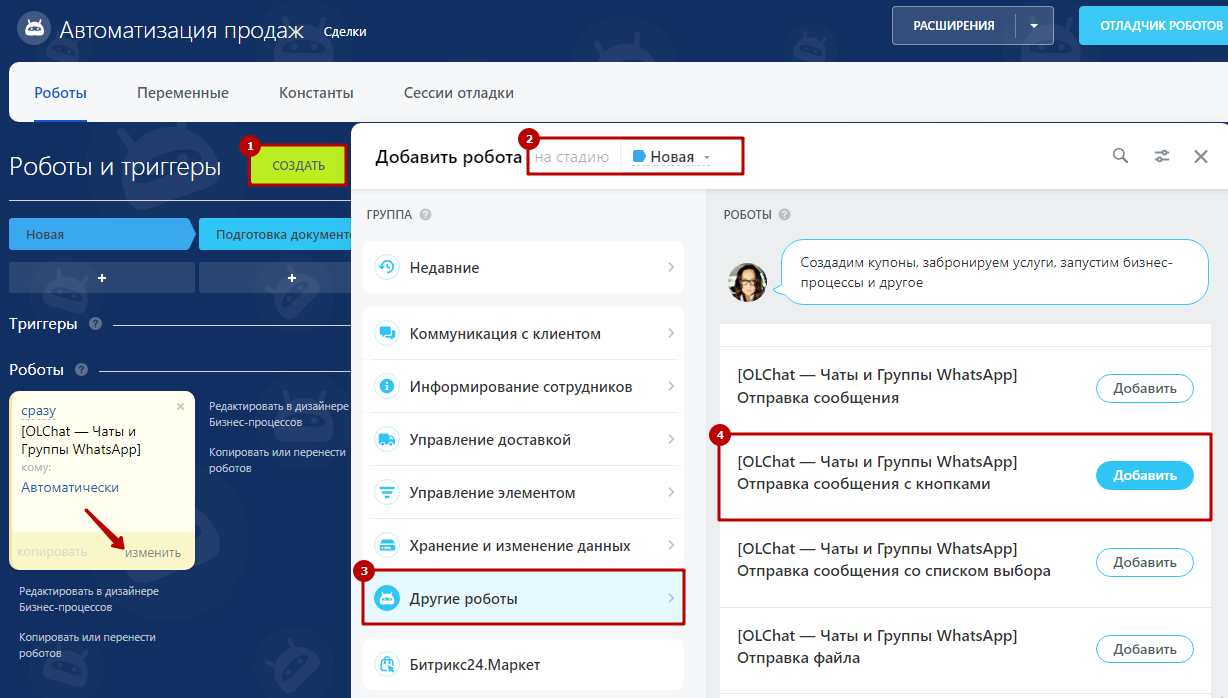 Автоматизация продаж
Сделки
РАСШИРЕНИЯ
ОТЛАДЧИК РОБОТОВ
Роботы
Переменные
Константы
Сессии отладки
Роботы и триггеры
1
СОЗДАТЬ
Новая
Подготовка документо
+
+
Триггеры ?
Роботы ?
сразу
[OLChat — Чаты и
Группы WhatsApp]
кому:
Автоматически
копировать
изменить
Редактировать в дизайнере
Бизнес-процессов
Копировать или перенести
роботов
Редактировать в дизайнере
Бизнес-процессов
Копировать или перенести
роботов
Добавить робота
2
на стадию
Новая
ГРУППА ?
Недавние
Коммуникация с клиентом
Информирование сотрудников
Управление доставкой
Управление элементом
Хранение и изменение данных
3
Другие роботы
Битрикс24.Маркет
РОБОТЫ ?
Создадим купоны, забронируем услуги, запустим бизнес-
процессы и другое
[OLChat — Чаты и Группы WhatsApp]
Отправка сообщения
Добавить
4
[OLChat — Чаты и Группы WhatsApp]
Отправка сообщения с кнопками
Добавить
[OLChat — Чаты и Группы WhatsApp]
Отправка сообщения со списком выбора
Добавить
[OLChat — Чаты и Группы WhatsApp]
Отправка файла
Добавить